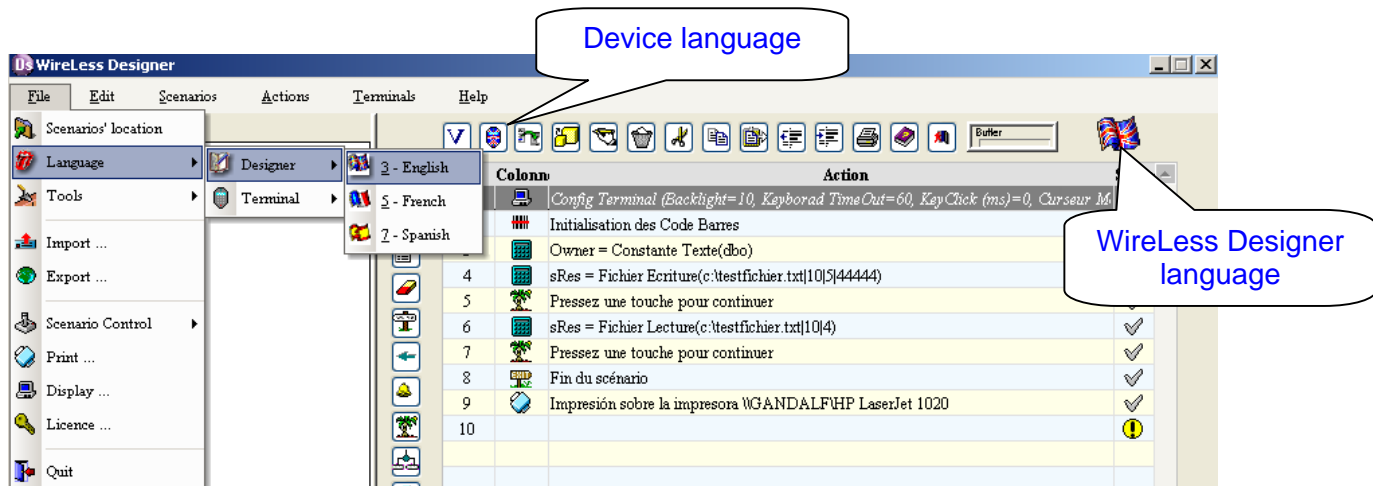 Device language
Ds WireLess Designer
File Edit Scenarios Actions Terminals Help
Scenarios' location
Language
Designer
3 - English
Terminal
5 - French
7 - Spanish
Tools
Import ...
Export ...
Scenario Control
Print ...
Display ...
Licence ...
Quit
V
Butter
Colonn Action
Config Terminal (Backlight=10, Keyborad TimeOut=60, KeyClick (ms)=0, Curseur M
Initialisation des Code Barres
Owner = Constante Texte(dbo)
4 sRes = Fichier Ecriture(c:\testfichier.txt|10|5|44444)
5 Pressez une touche pour continuer
6 sRes = Fichier Lecture(c:\testfichier.txt|10|4)
7 Pressez une touche pour continuer
8 Fin du scénario
9 Impresión sobre la impresora \\GANDALF\HP LaserJet 1020
10
WireLess Designer
language